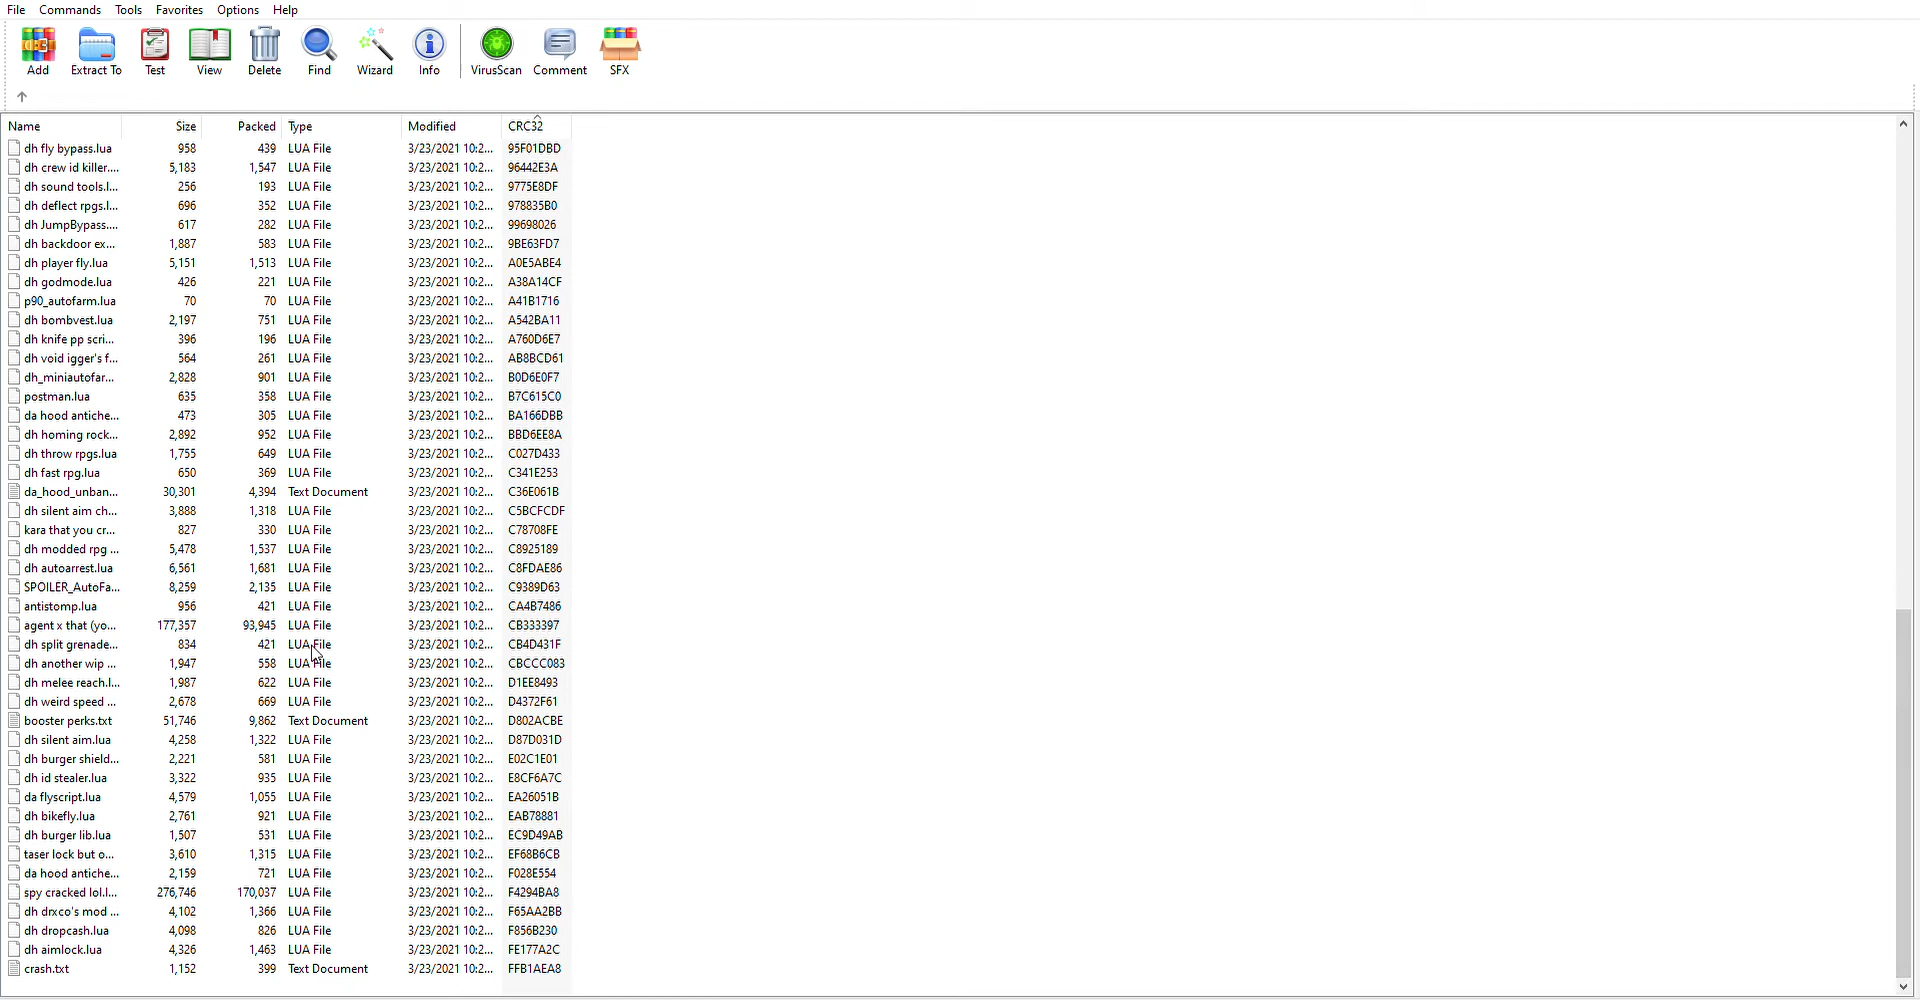 File Commands Tools Favorites Options Help
Add Extract To Test View Delete Find Wizard Info VirusScan Comment SFX
Name Size Packed Type Modified CRC32
dh fly bypass.lua 958 439 LUA File 3/23/2021 10:2... 95F01DBD
dh crew id killer.... 5,183 1,547 LUA File 3/23/2021 10:2... 96442E3A
dh sound tools.l... 256 193 LUA File 3/23/2021 10:2... 9775E8DF
dh deflect rpgs.l... 696 352 LUA File 3/23/2021 10:2... 978835B0
dh JumpBypass.... 617 282 LUA File 3/23/2021 10:2... 99698026
dh backdoor ex... 1,887 583 LUA File 3/23/2021 10:2... 9BE63FD7
dh player fly.lua 5,151 1,513 LUA File 3/23/2021 10:2... A0E5ABE4
dh godmode.lua 426 221 LUA File 3/23/2021 10:2... A38A14CF
p90_autofarm.lua 70 70 LUA File 3/23/2021 10:2... A41B1716
dh bombvest.lua 2,197 751 LUA File 3/23/2021 10:2... A542BA11
dh knife pp scri... 396 196 LUA File 3/23/2021 10:2... A760D6E7
dh void igger's f... 564 261 LUA File 3/23/2021 10:2... AB8BCD61
dh_miniautofar... 2,828 901 LUA File 3/23/2021 10:2... B0D6E0F7
postman.lua 635 358 LUA File 3/23/2021 10:2... B7C615C0
da hood antiche... 473 305 LUA File 3/23/2021 10:2... BA166DBB
dh homing rock... 2,892 952 LUA File 3/23/2021 10:2... BBD6EE8A
dh throw rpgs.lua 1,755 649 LUA File 3/23/2021 10:2... C027D433
dh fast rpg.lua 650 369 LUA File 3/23/2021 10:2... C341E253
da_hood_unban... 30,301 4,394 Text Document 3/23/2021 10:2... C36E061B
dh silent aim ch... 3,888 1,318 LUA File 3/23/2021 10:2... C5BCFCDF
kara that you cr... 827 330 LUA File 3/23/2021 10:2... C78708FE
dh modded rpg ... 5,478 1,537 LUA File 3/23/2021 10:2... C8925189
dh autoarrest.lua 6,561 1,681 LUA File 3/23/2021 10:2... C8FDAE86
SPOILER_AutoFa... 8,259 2,135 LUA File 3/23/2021 10:2... C9389D63
antistomp.lua 956 421 LUA File 3/23/2021 10:2... CA4B7486
agent x that (yo... 177,357 93,945 LUA File 3/23/2021 10:2... CB333397
dh split grenade... 834 421 LUA File 3/23/2021 10:2... CB4D431F
dh another wip ... 1,947 558 LUA File 3/23/2021 10:2... CBCCC083
dh melee reach.l... 1,987 622 LUA File 3/23/2021 10:2... D1EE8493
dh weird speed ... 2,678 669 LUA File 3/23/2021 10:2... D4372F61
booster perks.txt 51,746 9,862 Text Document 3/23/2021 10:2... D802ACBE
dh silent aim.lua 4,258 1,322 LUA File 3/23/2021 10:2... D87D031D
dh burger shield... 2,221 581 LUA File 3/23/2021 10:2... E02C1E01
dh id stealer.lua 3,322 935 LUA File 3/23/2021 10:2... E8CF6A7C
da flyscript.lua 4,579 1,055 LUA File 3/23/2021 10:2... EA26051B
dh bikefly.lua 2,761 921 LUA File 3/23/2021 10:2... EAB78881
dh burger lib.lua 1,507 531 LUA File 3/23/2021 10:2... EC9D49AB
taser lock but o... 3,610 1,315 LUA File 3/23/2021 10:2... EF68B6CB
da hood antiche... 2,159 721 LUA File 3/23/2021 10:2... F028E554
spy cracked lol.l... 276,746 170,037 LUA File 3/23/2021 10:2... F4294BA8
dh drxco's mod ... 4,102 1,366 LUA File 3/23/2021 10:2... F65AA2BB
dh dropcash.lua 4,098 826 LUA File 3/23/2021 10:2... F856B230
dh aimlock.lua 4,326 1,463 LUA File 3/23/2021 10:2... FE177A2C
crash.txt 1,152 399 Text Document 3/23/2021 10:2... FFB1AEA8